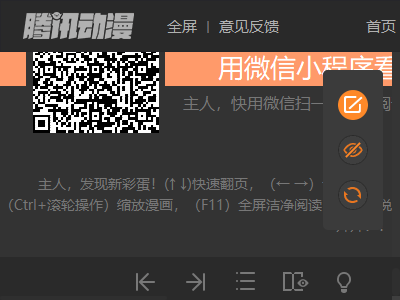 腾讯动漫 全屏 | 意见反馈 首页
用微信小程序看
主人，快用微信扫一
主人，发现新彩蛋！(↑↓)快速翻页，（← →）
（Ctrl+滚轮操作）缩放漫画，（F11）全屏洁净阅读